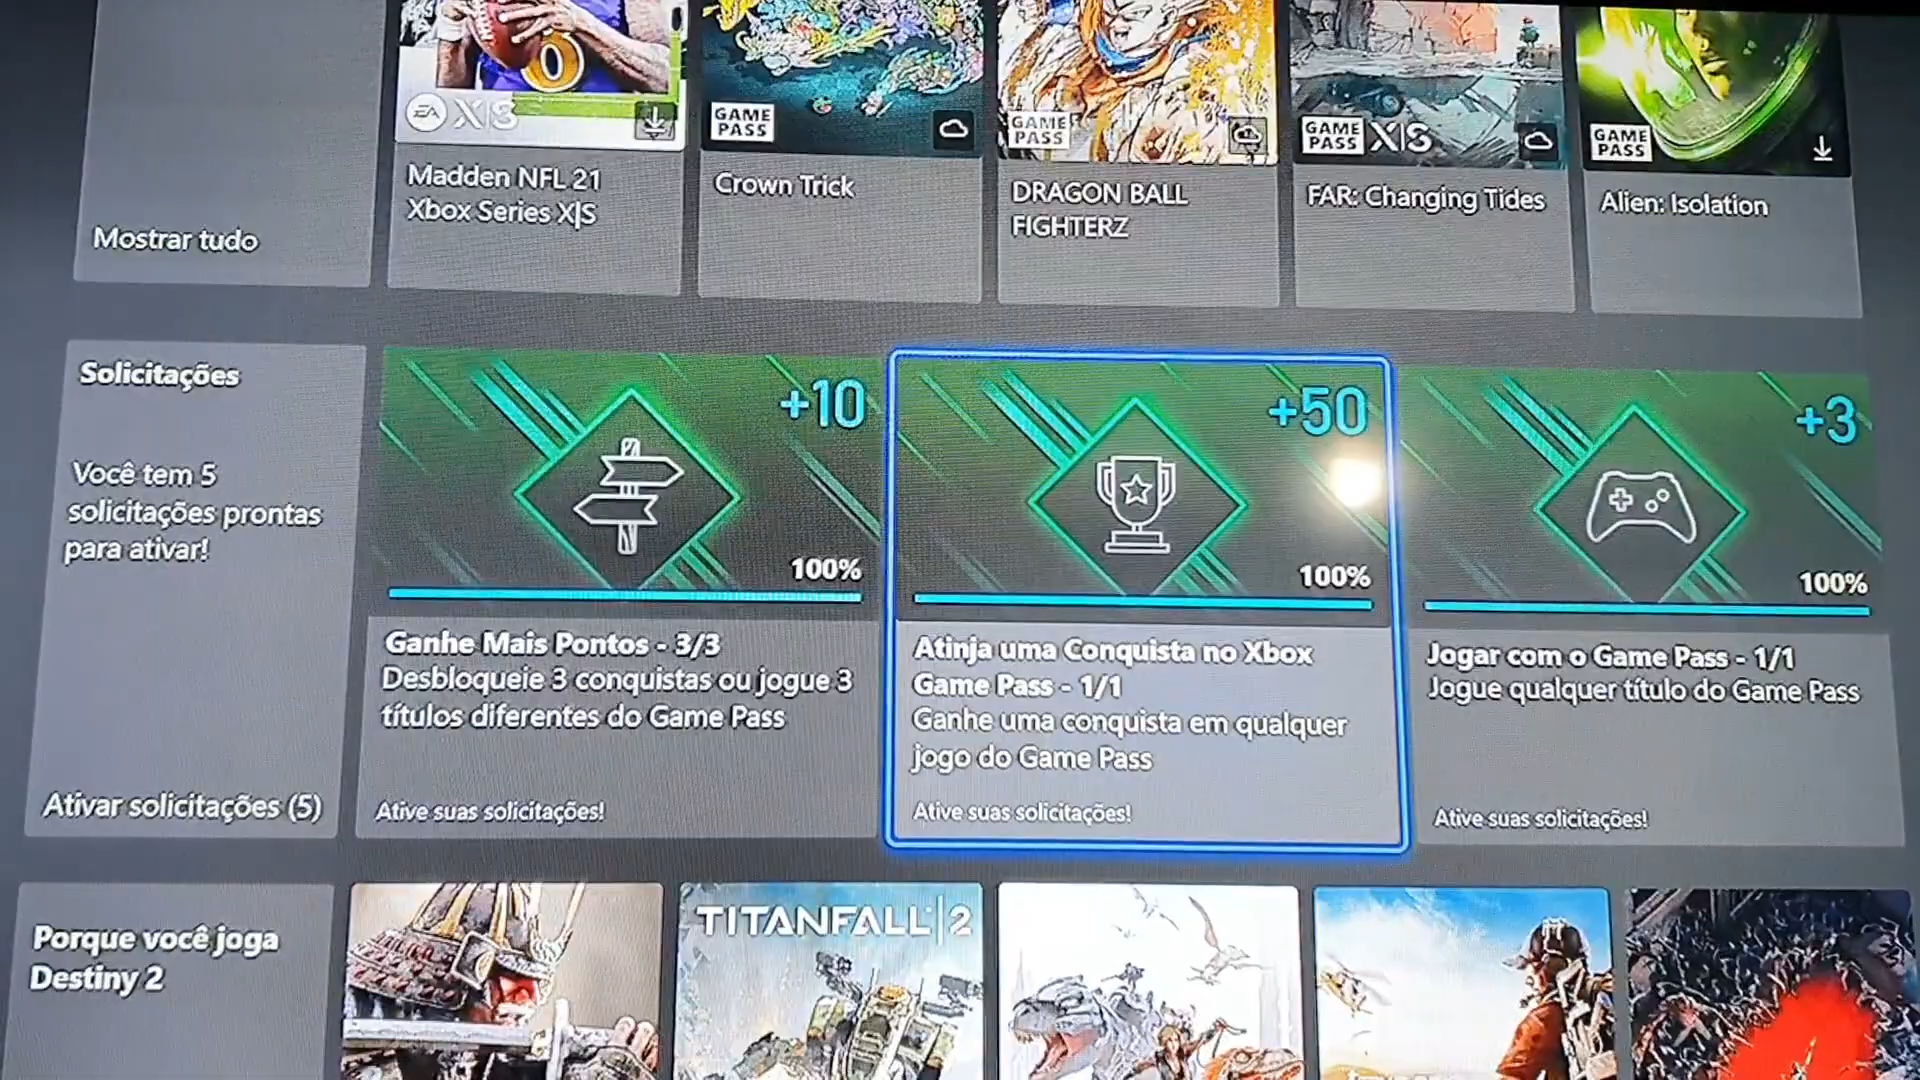 0
EA X|S
GAME
PASS
GAME
PASS
GAME
PASS
X|S
GAME
PASS
Madden NFL 21
Xbox Series X|S
Crown Trick
DRAGON BALL
FIGHTERZ
FAR: Changing Tides
Alien: Isolation
Mostrar tudo
Solicitações
Você tem 5
solicitações prontas
para ativar!
Ativar solicitações (5)
+10
100%
Ganhe Mais Pontos - 3/3
Desbloqueie 3 conquistas ou jogue 3
títulos diferentes do Game Pass
Ative suas solicitações!
+50
100%
Atinja uma Conquista no Xbox
Game Pass - 1/1
Ganhe uma conquista em qualquer
jogo do Game Pass
Ative suas solicitações!
+3
100%
Jogar com o Game Pass - 1/1
Jogue qualquer título do Game Pass
Ative suas solicitações!
Porque você joga
Destiny 2
TITANFALL|2